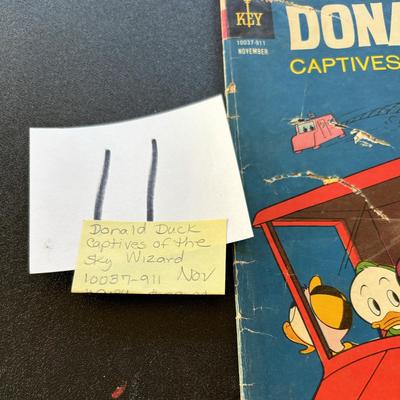 KEY
10037-911
NOVEMBER
DONA
CAPTIVES
11
Donald Duck
Captives of the
Sky Wizard
10037-911 Nov